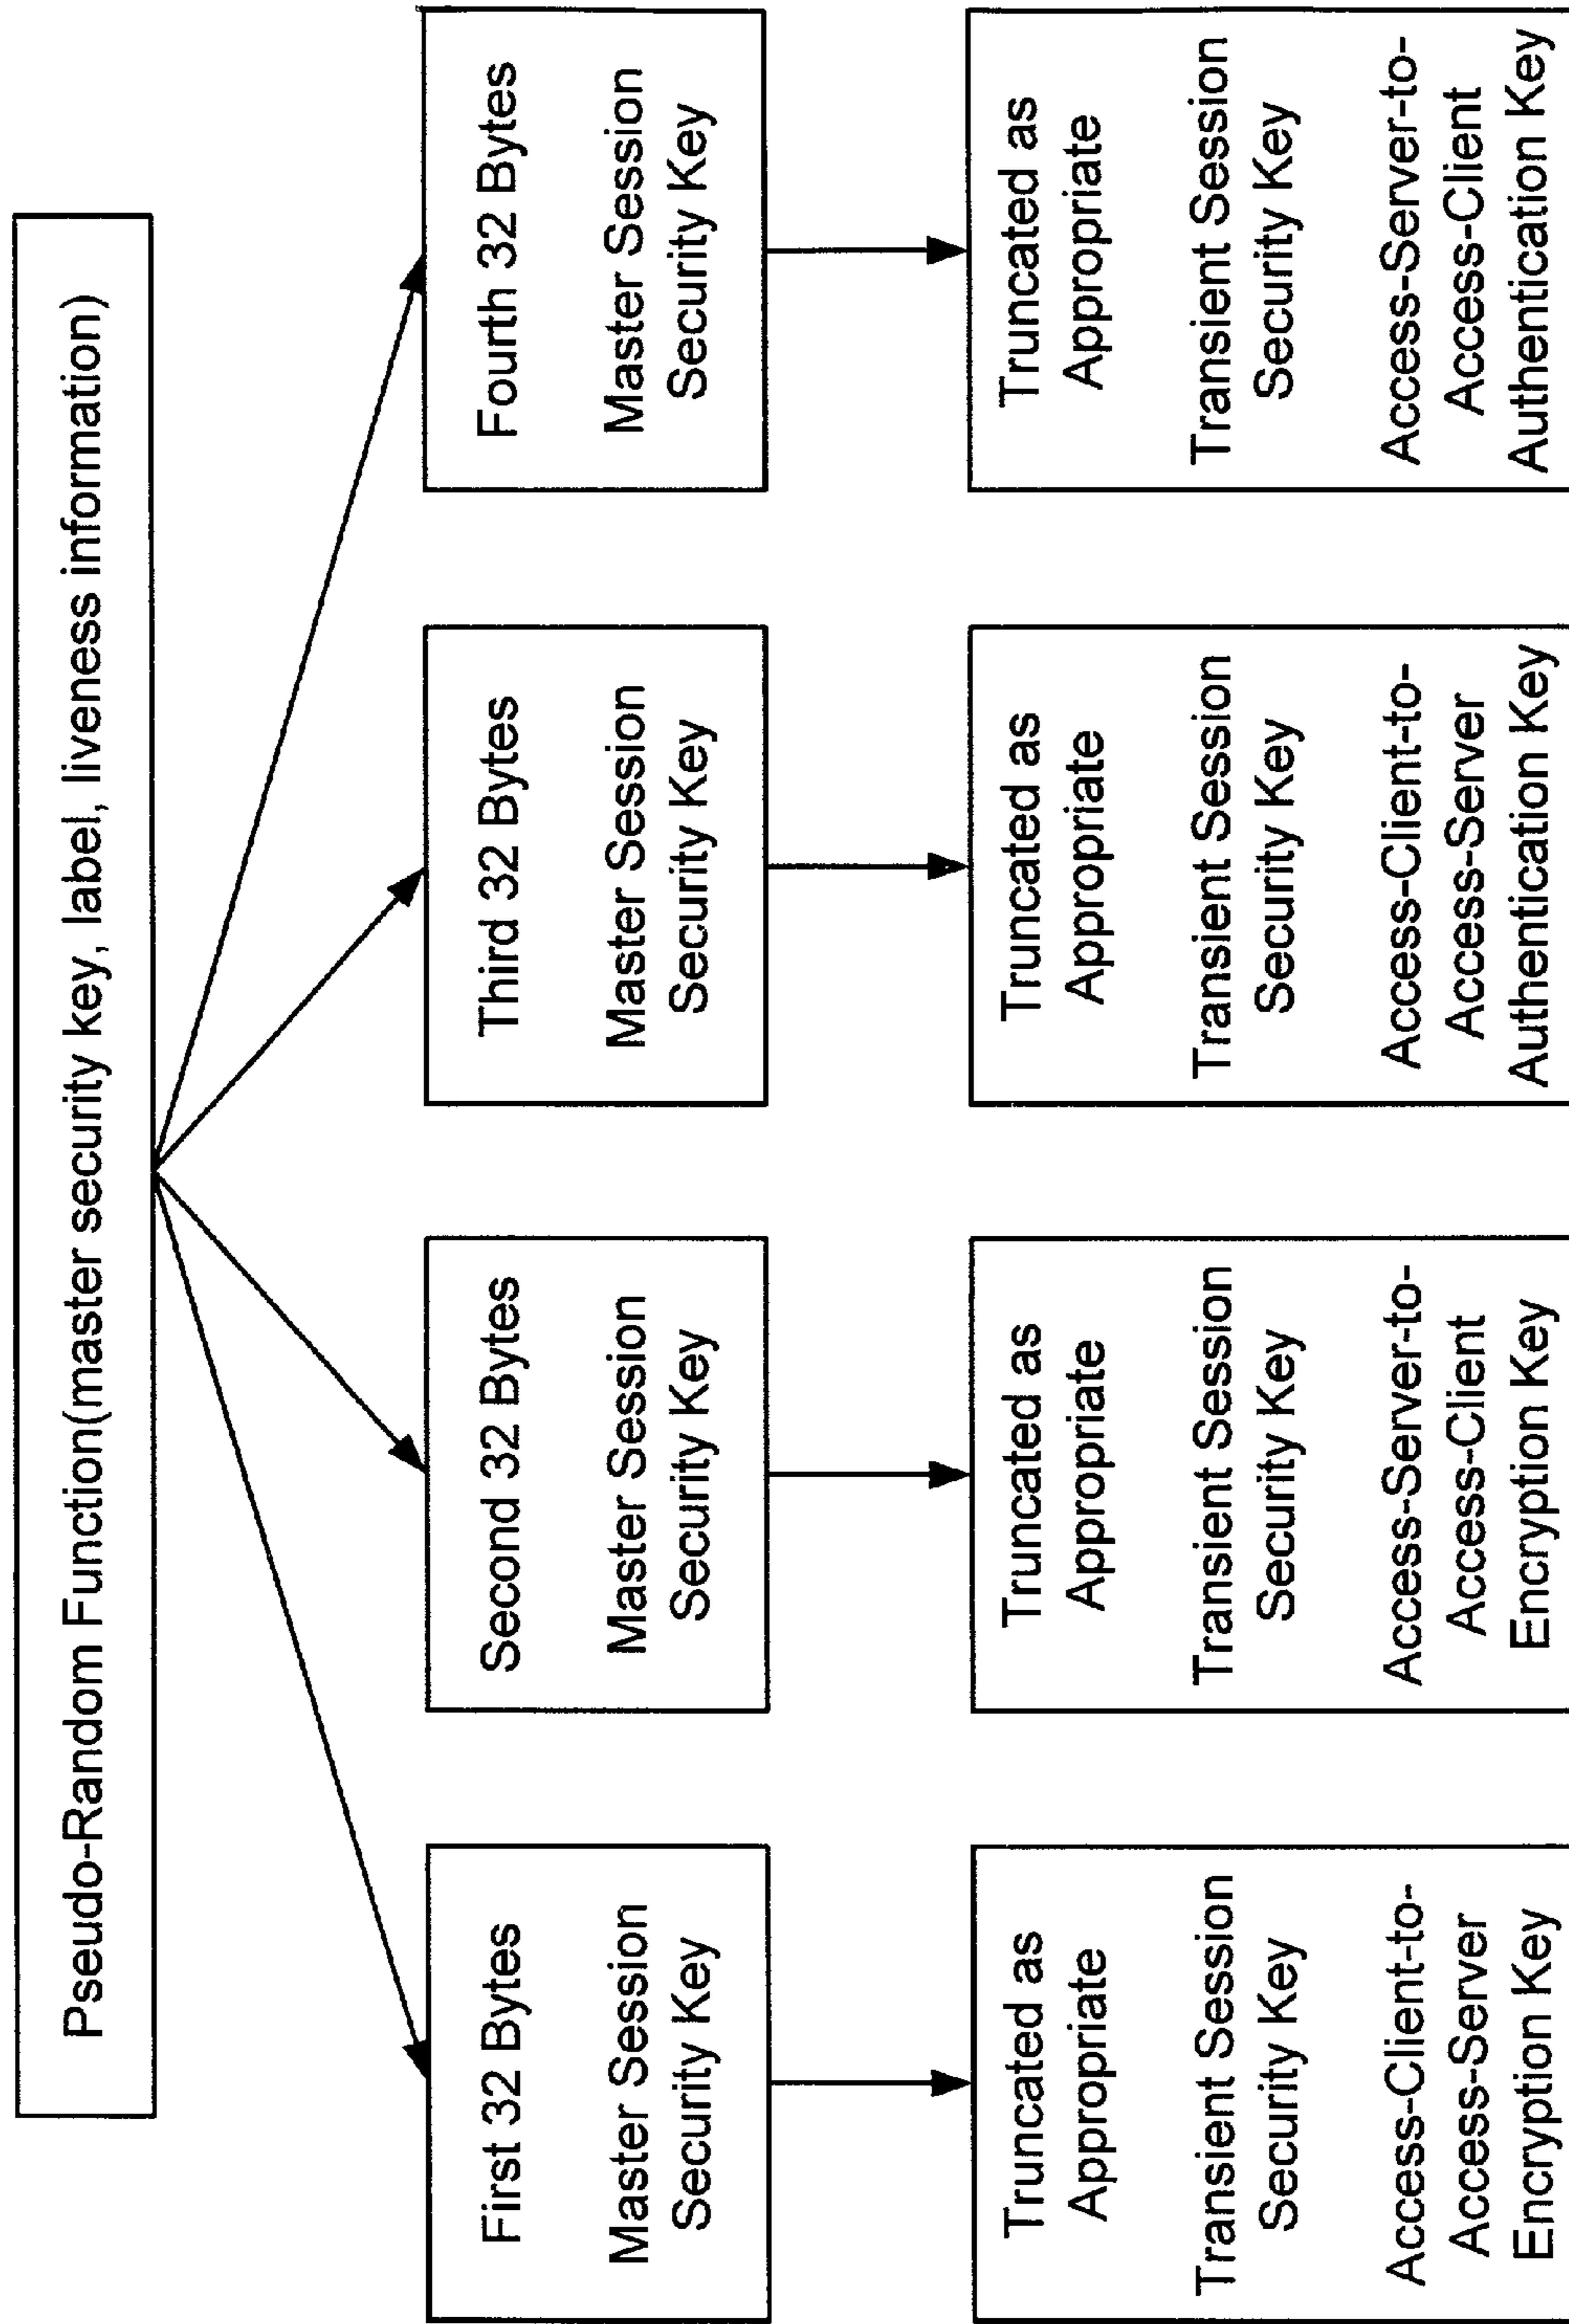 Pseudo-Random Function(master security key, label, liveness information)
First 32 Bytes
Master Session
Security Key
Second 32 Bytes
Master Session
Security Key
Third 32 Bytes
Master Session
Security Key
Fourth 32 Bytes
Master Session
Security Key
Truncated as
Appropriate
Transient Session
Security Key
Access-Client-to-
Access-Server
Encryption Key
Truncated as
Appropriate
Transient Session
Security Key
Access-Server-to-
Access-Client
Encryption Key
Truncated as
Appropriate
Transient Session
Security Key
Access-Client-to-
Access-Server
Authentication Key
Truncated as
Appropriate
Transient Session
Security Key
Access-Server-to-
Access-Client
Authentication Key